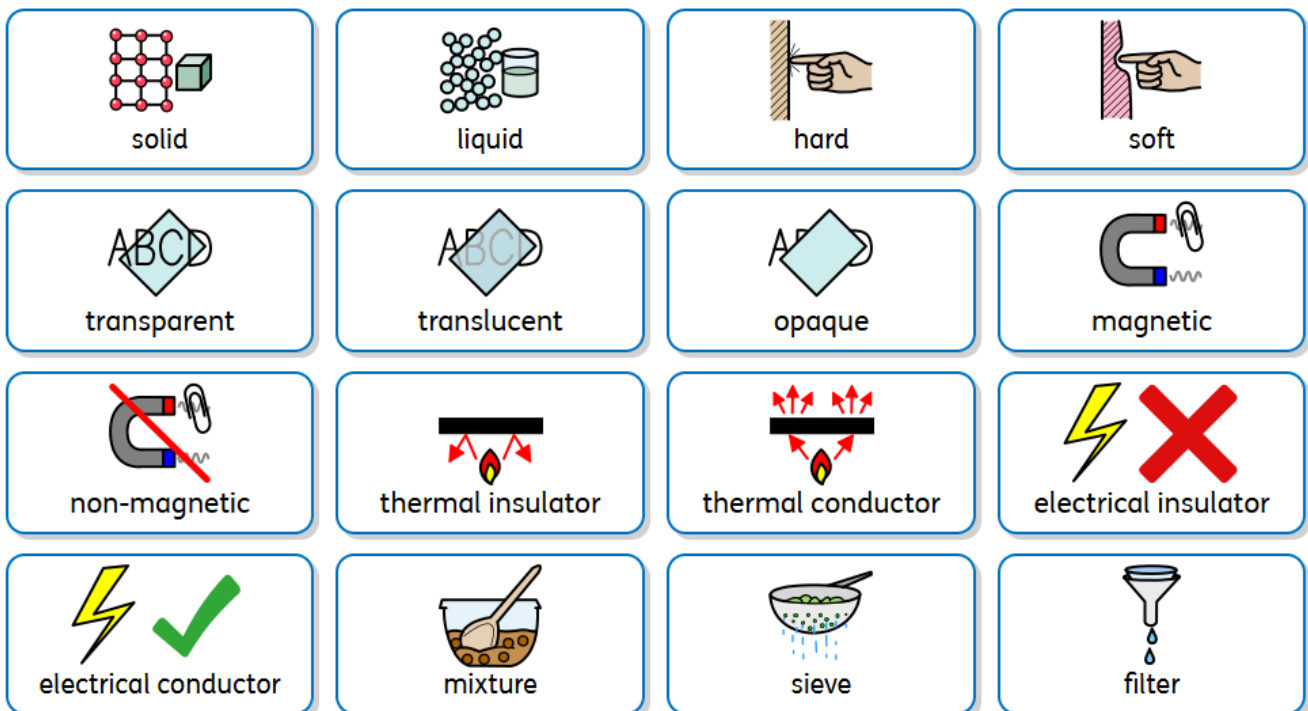 solid
liquid
hard
soft
ABCD
transparent
ABCD
translucent
A D
opaque
magnetic
non-magnetic
thermal insulator
thermal conductor
electrical insulator
electrical conductor
mixture
sieve
filter